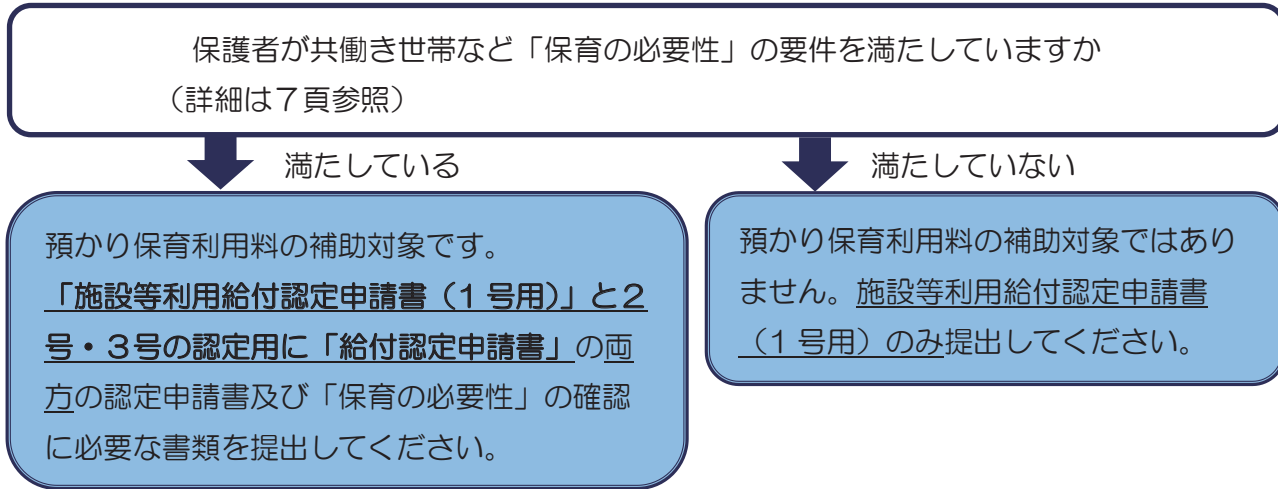 保護者が共働き世帯など「保育の必要性」の要件を満たしていますか
（詳細は７頁参照）
満たしている
満たしていない
預かり保育利用料の補助対象です。
「施設等利用給付認定申請書（１号用）」と２
号・３号の認定用に「給付認定申請書」の両
方の認定申請書及び「保育の必要性」の確認
に必要な書類を提出してください。
預かり保育利用料の補助対象ではあり
ません。施設等利用給付認定申請書
（１号用）のみ提出してください。